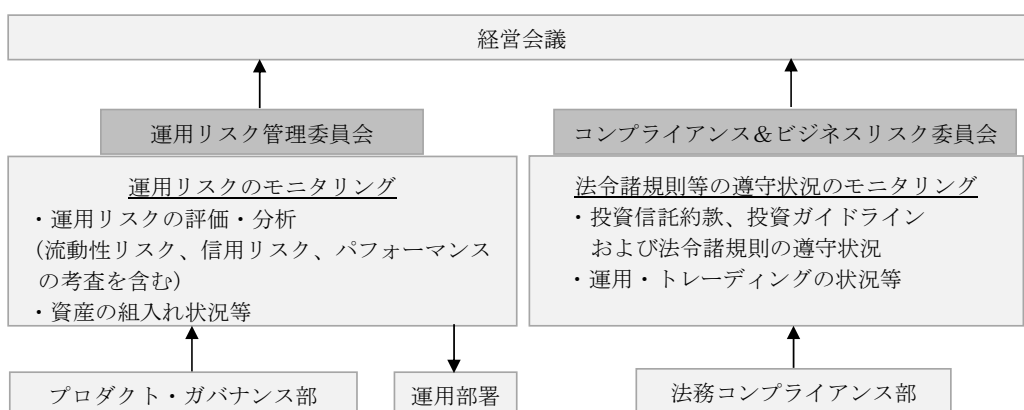 経営会議
運用リスク管理委員会
運用リスクのモニタリング
・運用リスクの評価・分析
(流動性リスク、信用リスク、パフォーマンス
の考査を含む)
・資産の組入れ状況等
コンプライアンス&ビジネスリスク委員会
法令諸規則等の遵守状況のモニタリング
・投資信託約款、投資ガイドライン
および法令諸規則の遵守状況
・運用・トレーディングの状況等
プロダクト・ガバナンス部
運用部署
法務コンプライアンス部